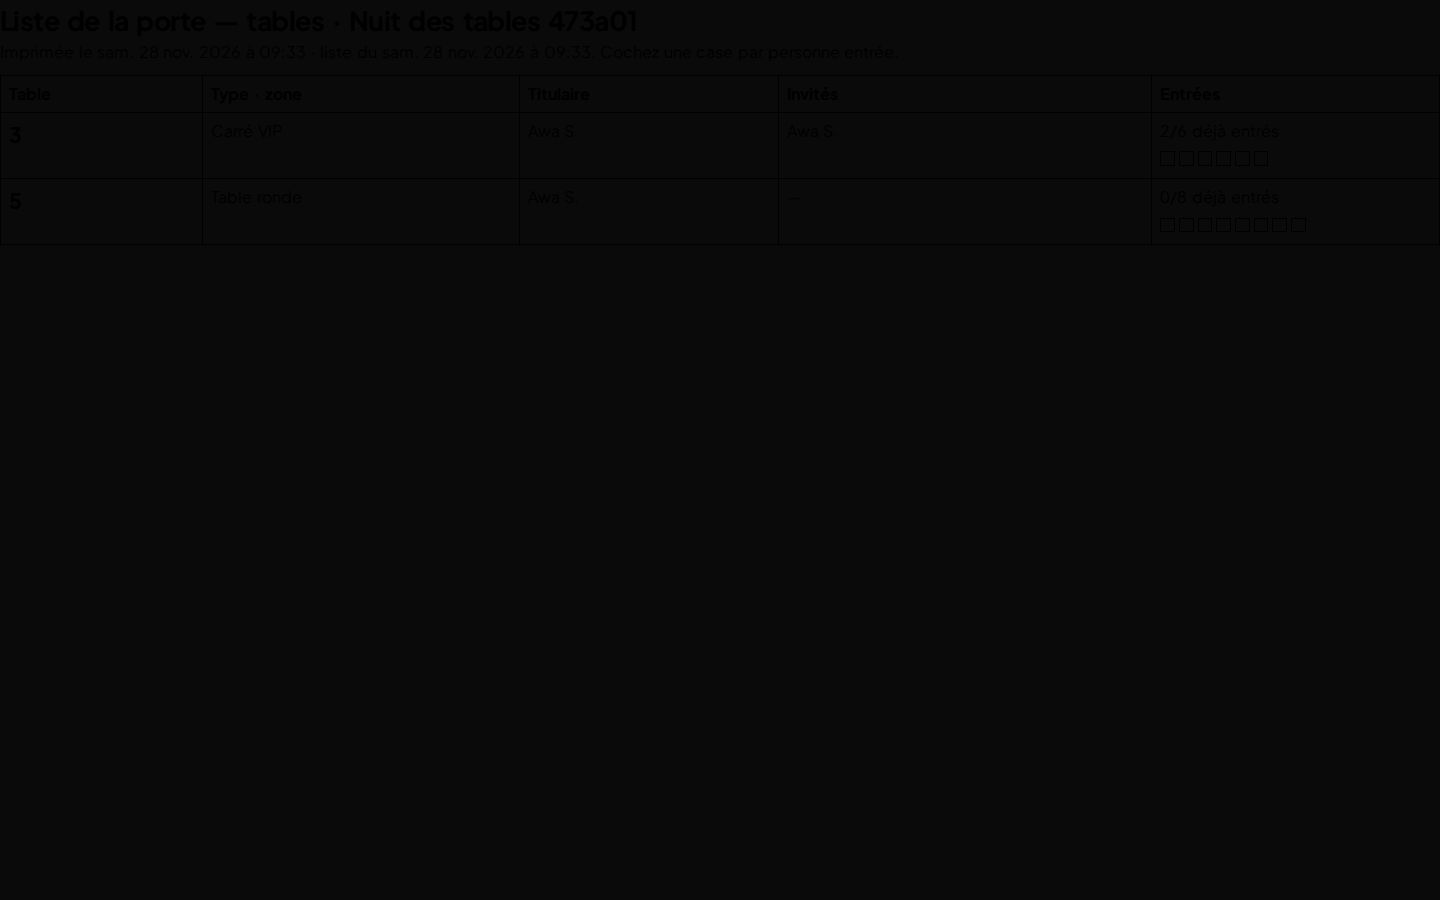 Liste de la porte — tables · Nuit des tables 473a01
Imprimée le sam. 28 nov. 2026 à 09:33 · liste du sam. 28 nov. 2026 à 09:33. Cochez une case par personne entrée.
Table Type · zone Titulaire Invités Entrées
3 Carré VIP Awa S. Awa S. 2/6 déjà entrés
5 Table ronde Awa S. — 0/8 déjà entrés